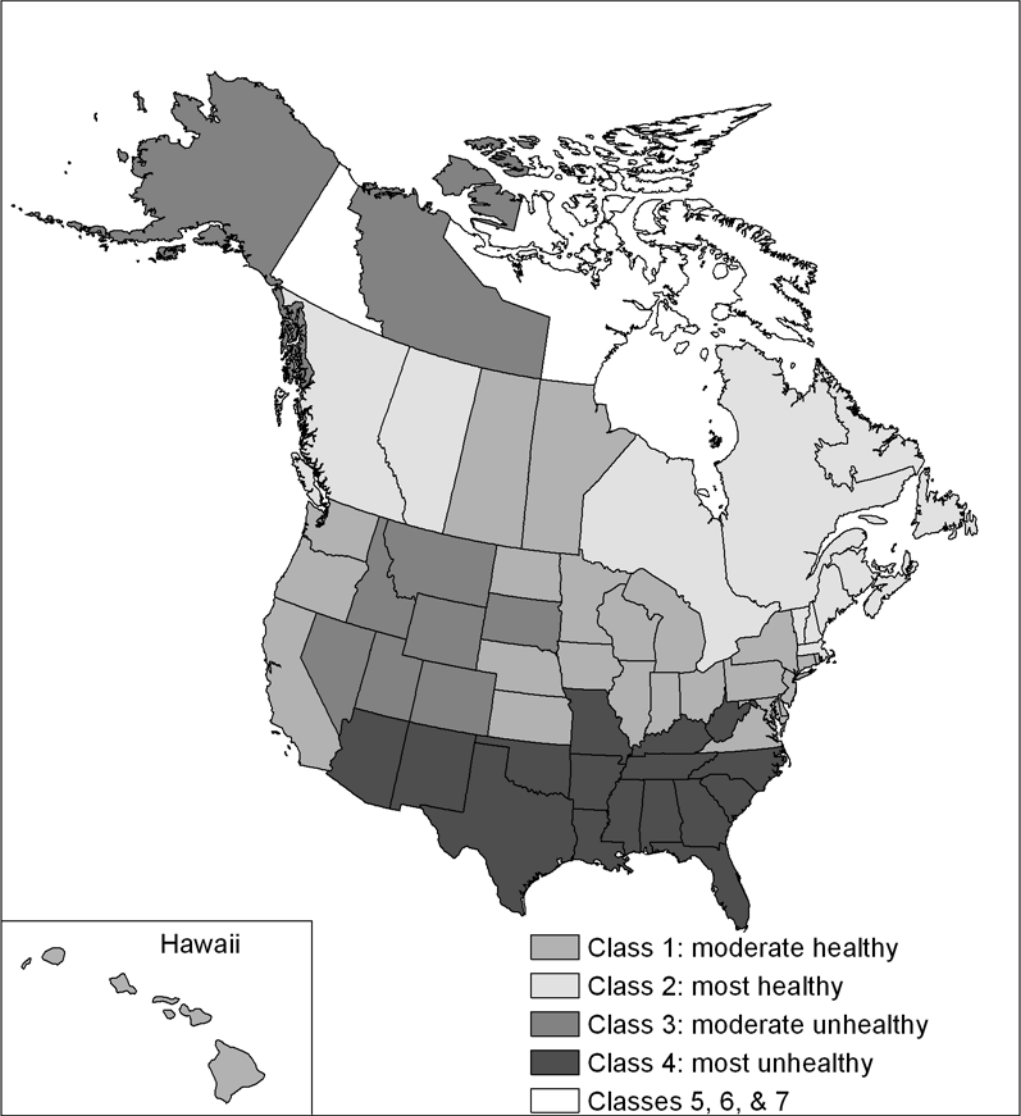 Hawaii
Class 1: moderate healthy
Class 2: most healthy
Class 3: moderate unhealthy
Class 4: most unhealthy
Classes 5, 6, & 7